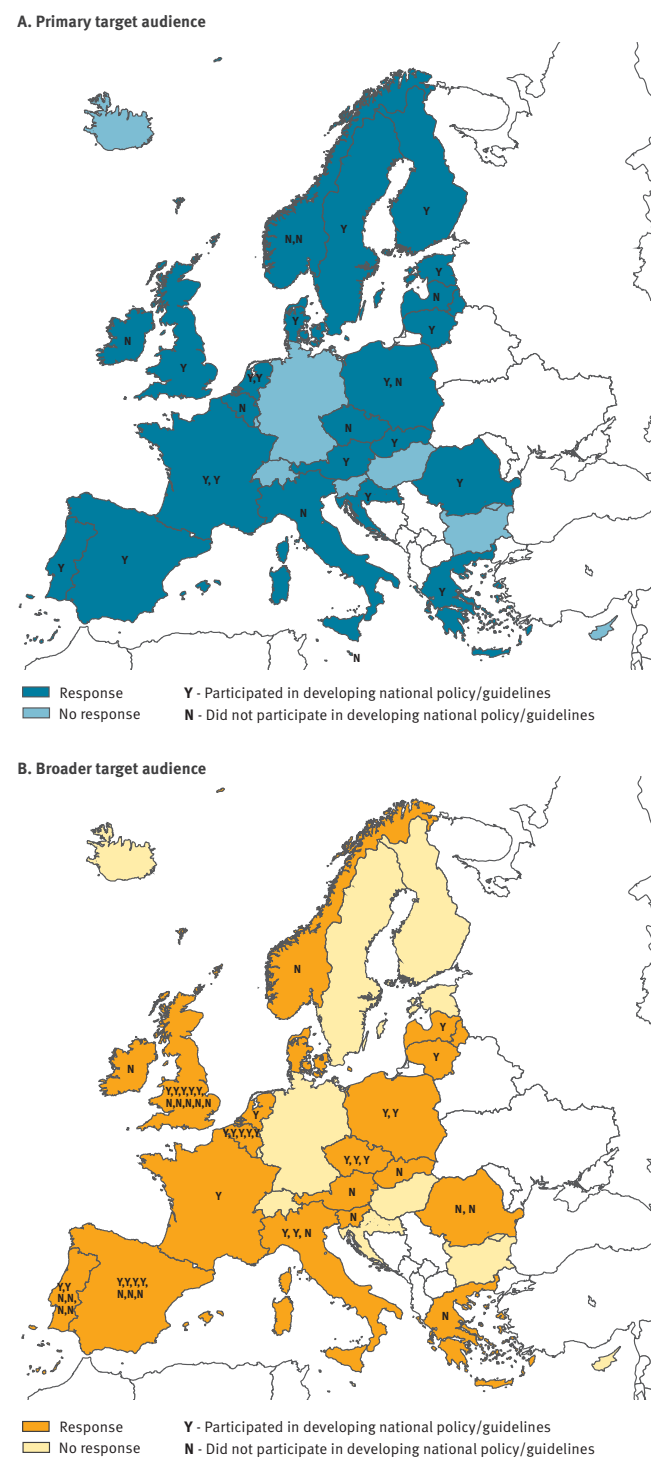 A. Primary target audience
N,N
Y
Y
Y
N
Y
Y
N
Y
Y,Y
N
Y, N
N
Y
Y
Y, Y
N
Y
Y
Y
Y
Y
N
Response
Y - Participated in developing national policy/guidelines
No response
N - Did not participate in developing national policy/guidelines
B. Broader target audience
N
Y
Y
N
Y,Y,Y,Y,Y,
N,N,N,N,N
Y
Y,Y,Y,Y,Y
Y, Y
Y, Y, Y
N
N
Y
N
Y, Y, N
N, N
Y,Y
N,N,
N,N
Y,Y,Y,Y,
N,N,N
N
Response
Y - Participated in developing national policy/guidelines
No response
N - Did not participate in developing national policy/guidelines